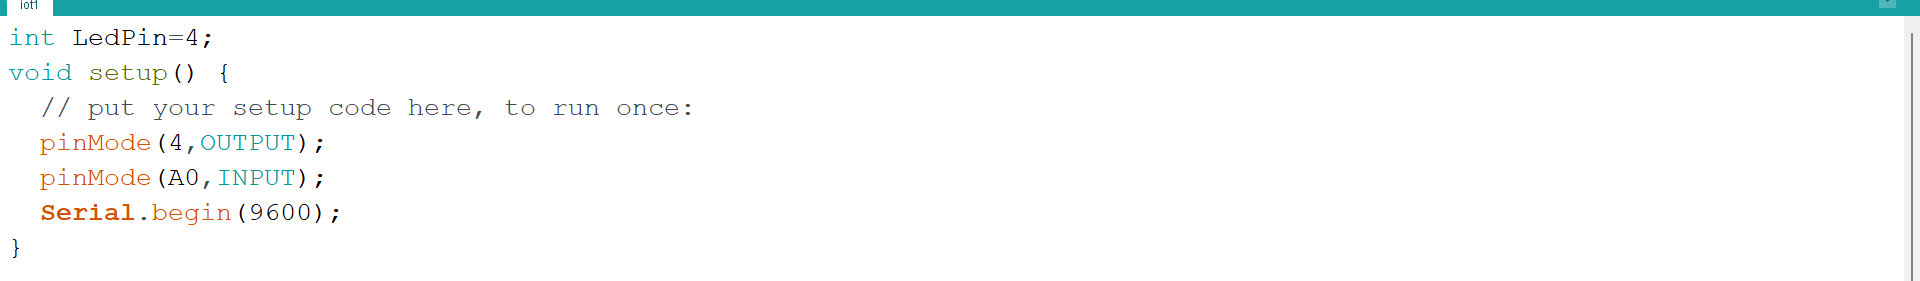 iot1
int LedPin=4;
void setup() {
  // put your setup code here, to run once:
  pinMode(4,OUTPUT);
  pinMode(A0,INPUT);
  Serial.begin(9600);
}